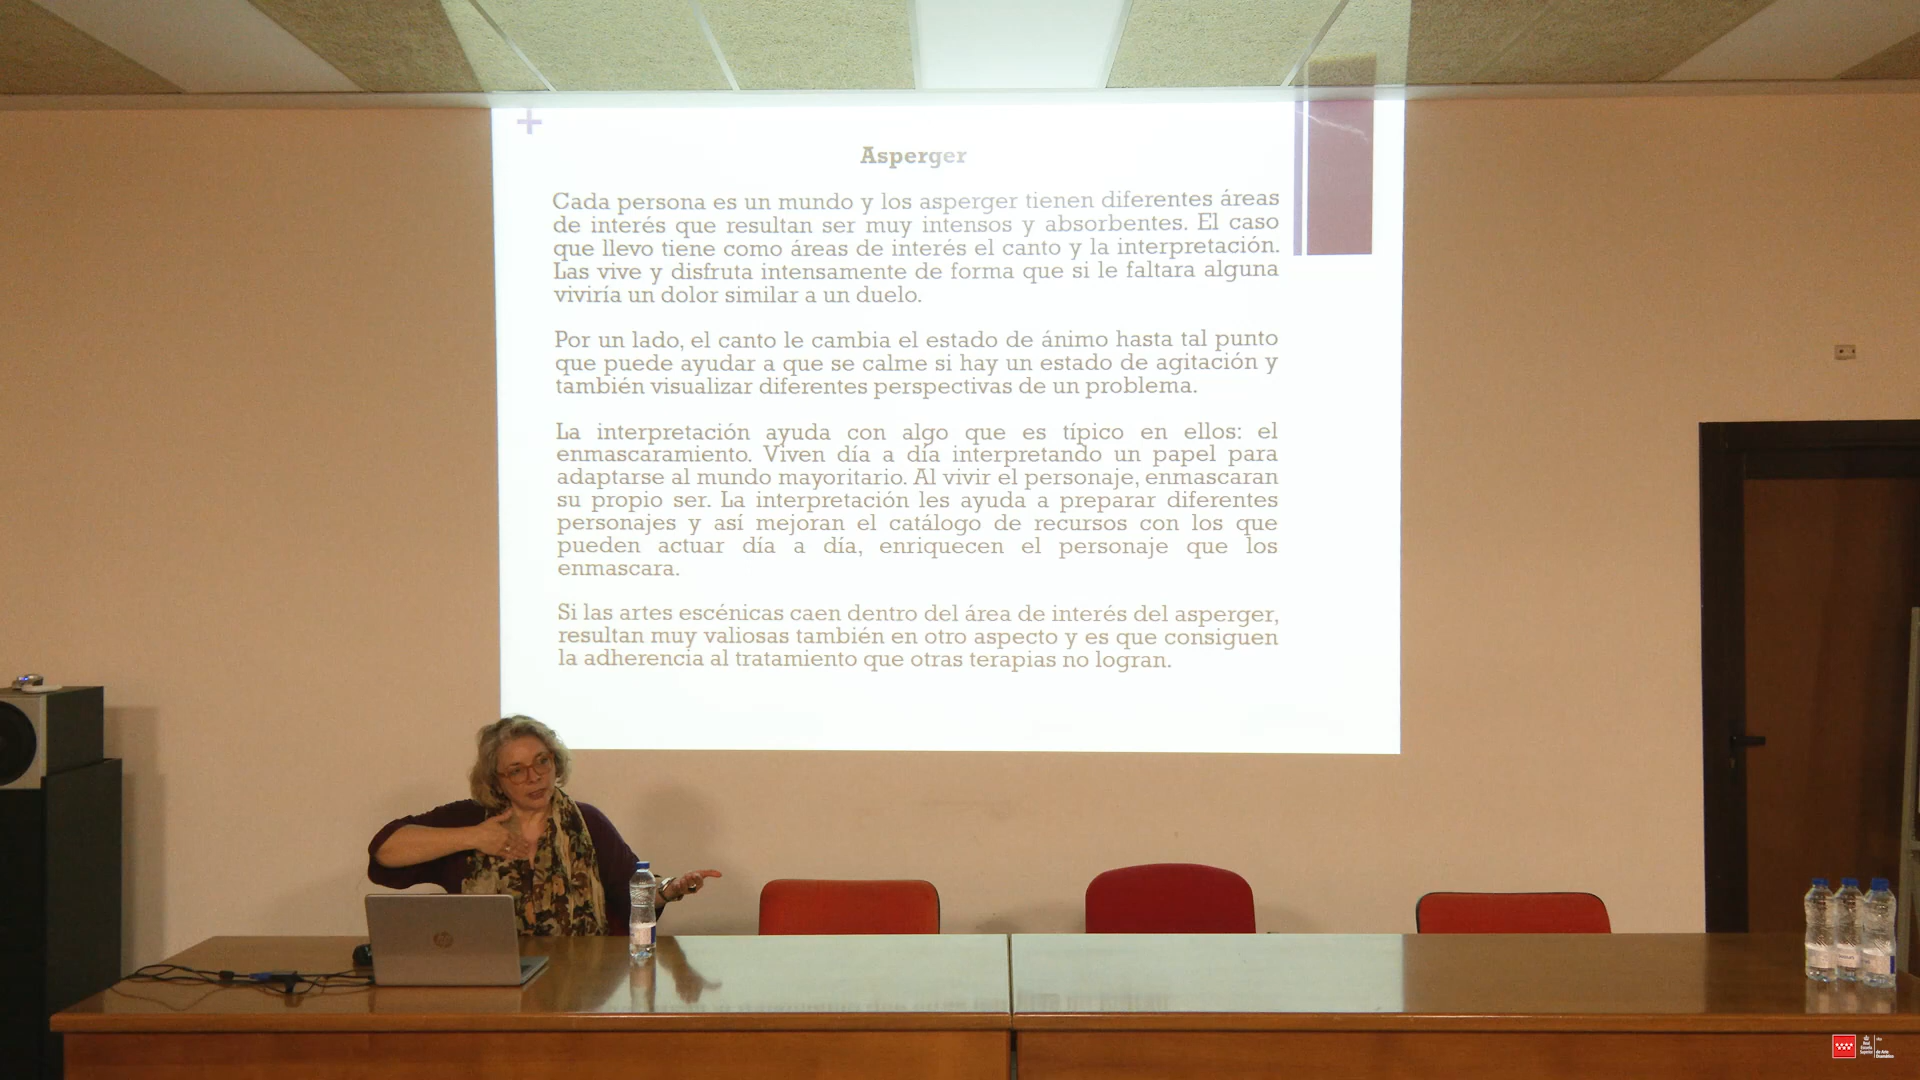 +
Asperger
Cada persona es un mundo y los asperger tienen diferentes áreas
de interés que resultan ser muy intensos y absorbentes. El caso
que llevo tiene como áreas de interés el canto y la interpretación.
Las vive y disfruta intensamente de forma que si le faltara alguna
viviría un dolor similar a un duelo.
Por un lado, el canto le cambia el estado de ánimo hasta tal punto
que puede ayudar a que se calme si hay un estado de agitación y
también visualizar diferentes perspectivas de un problema.
La interpretación ayuda con algo que es típico en ellos: el
enmascaramiento. Viven día a día interpretando un papel para
adaptarse al mundo mayoritario. Al vivir el personaje, enmascaran
su propio ser. La interpretación les ayuda a preparar diferentes
personajes y así mejoran el catálogo de recursos con los que
pueden actuar día a día, enriquecen el personaje que los
enmascara.
Si las artes escénicas caen dentro del área de interés del asperger,
resultan muy valiosas también en otro aspecto y es que consiguen
la adherencia al tratamiento que otras terapias no logran.
hp
Real
Escuela
Superior
de Arte
Dramático